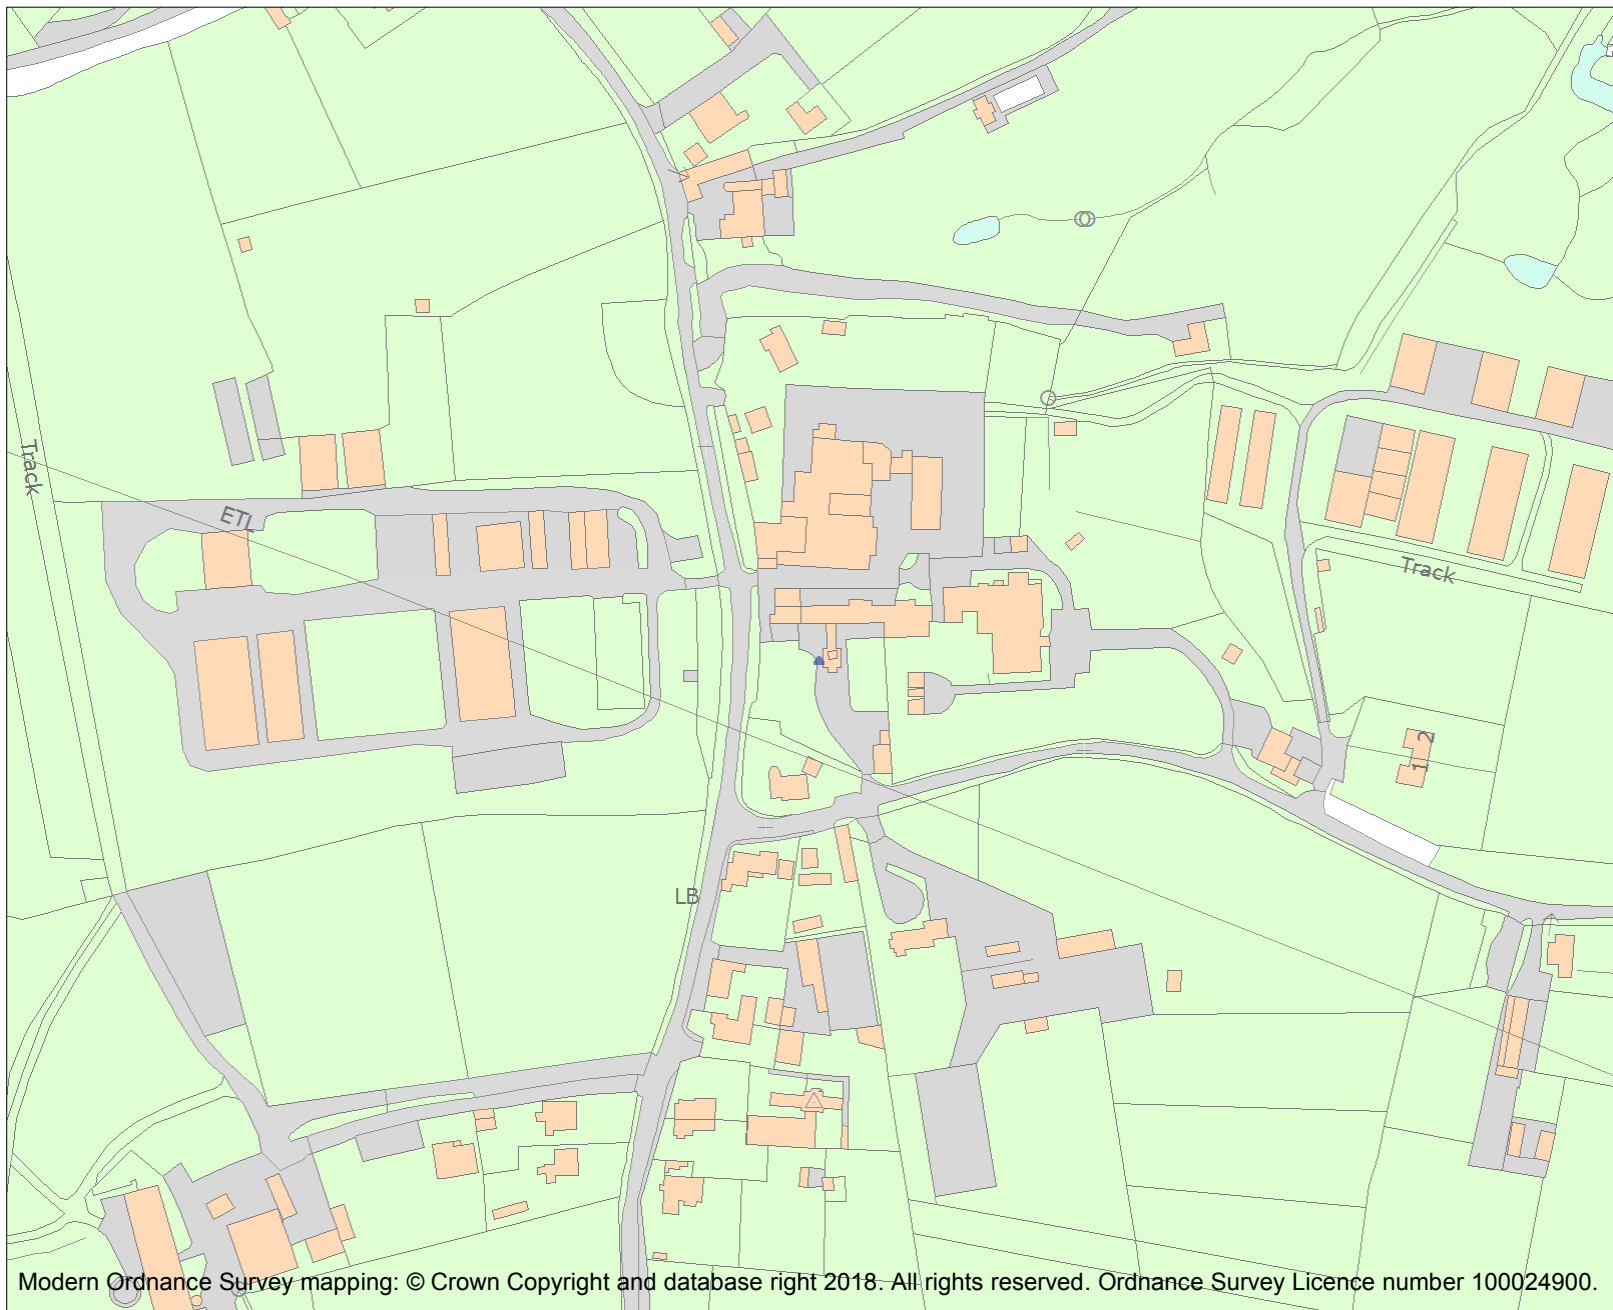 Track
ETL
Track
2
1
LB
Modern Ordnance Survey mapping: © Crown Copyright and database right 2018. All rights reserved. Ordnance Survey Licence number 100024900.